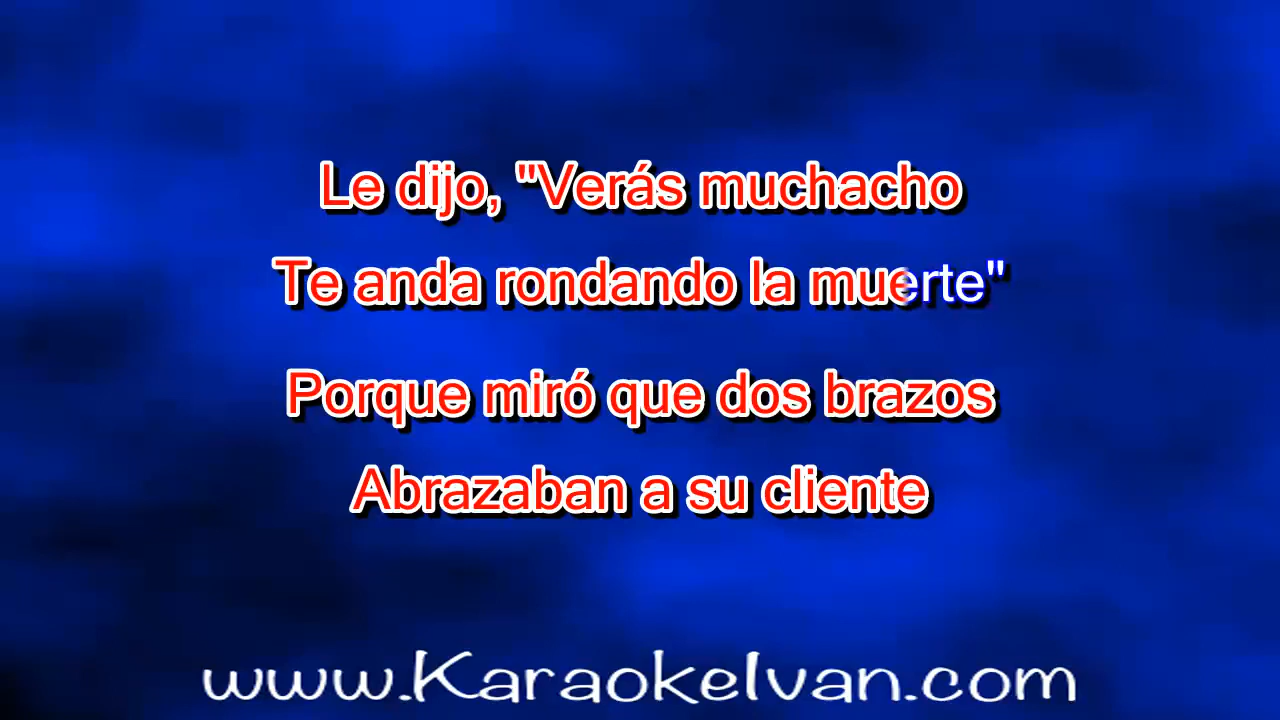 Le dijo, "Verás muchacho
Te anda rondando la muerte"
Porque miró que dos brazos
Abrazaban a su cliente
www.KaraokeIvan.com